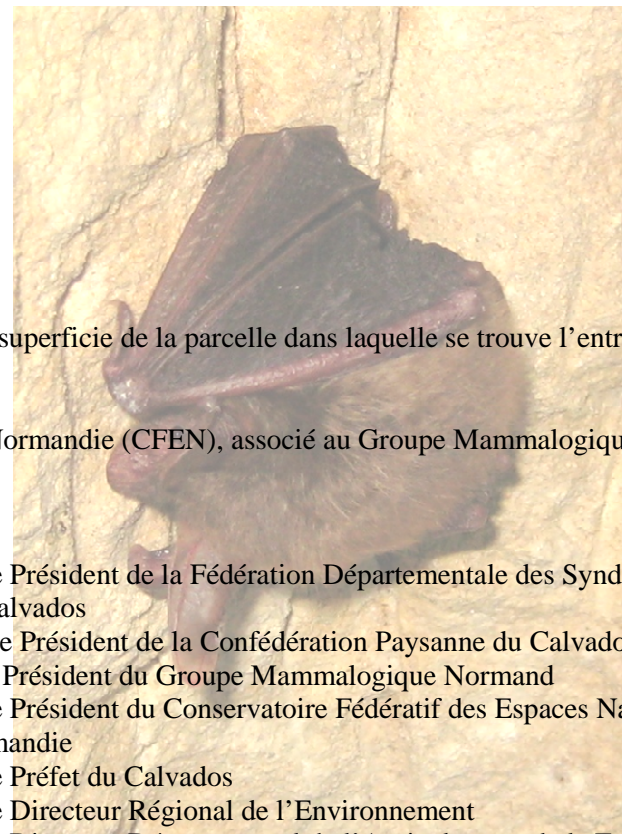 superficie de la parcelle dans laquelle se trouve l'entr
Normandie (CFEN), associé au Groupe Mammalogiqu
e Président de la Fédération Départementale des Synd
alvados
e Président de la Confédération Paysanne du Calvado
Président du Groupe Mammalogique Normand
e Président du Conservatoire Fédératif des Espaces Na
mandie
e Préfet du Calvados
e Directeur Régional de l'Environnement